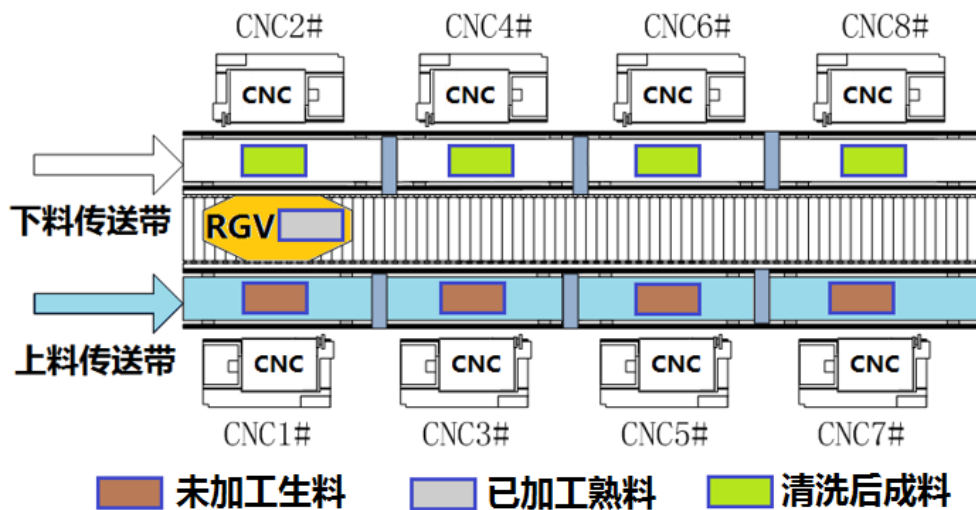 CNC2# CNC4# CNC6# CNC8#
CNC CNC CNC CNC
下料传送带
RGV
上料传送带
CNC CNC CNC CNC
CNC1# CNC3# CNC5# CNC7#
未加工生料 已加工熟料 清洗后成料